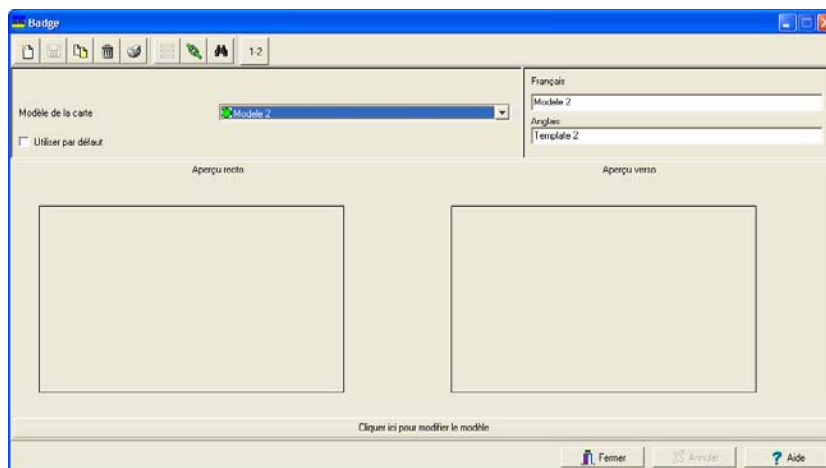 Badge
1-2
Français
Modele 2
Modèle de la carte
Modele 2
Anglais
Template 2
Utiliser par défaut
Aperçu recto
Aperçu verso
Cliquer ici pour modifier le modèle
Fermer
Annuler
Aide